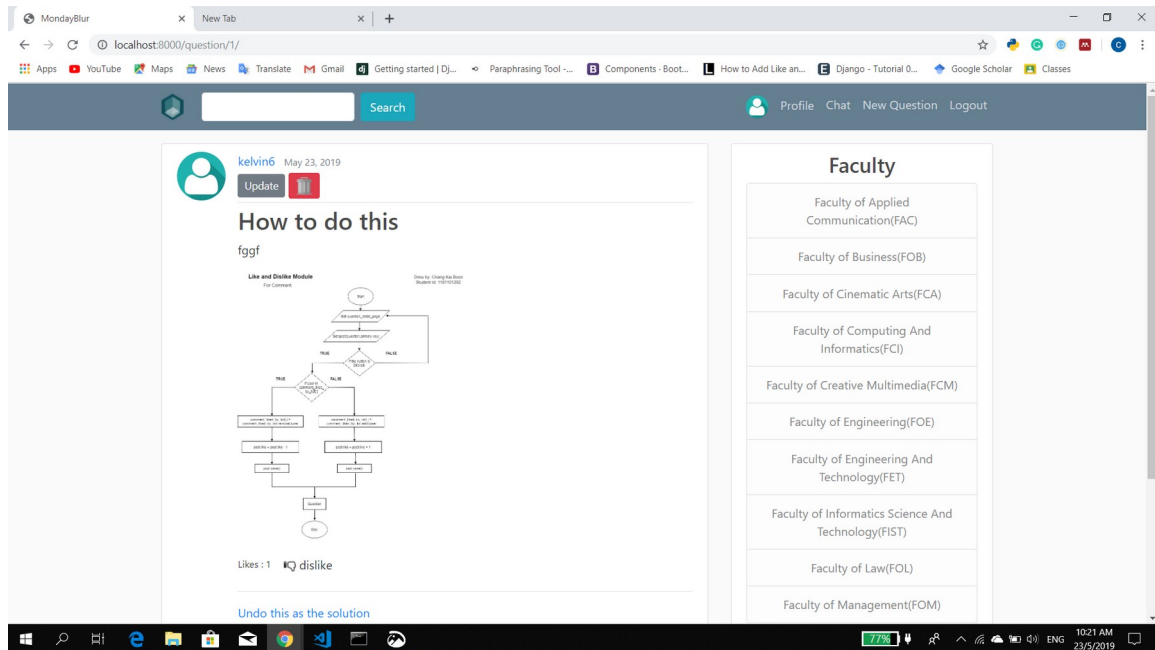 MondayBlur
New Tab
localhost:8000/question/1/
Apps YouTube Maps News Translate Gmail Getting started | Dj... Paraphrasing Tool -... Components · Boot... How to Add Like an... Django - Tutorial 0... Google Scholar Classes
Search
Profile Chat New Question Logout
kelvin6 May 23, 2019
Update
How to do this
fggf
Like and Dislike Module
For Comment
Start
TRUE FALSE
TRUE FALSE
Likes : 1 dislike
Undo this as the solution
Faculty
Faculty of Applied
Communication(FAC)
Faculty of Business(FOB)
Faculty of Cinematic Arts(FCA)
Faculty of Computing And
Informatics(FCI)
Faculty of Creative Multimedia(FCM)
Faculty of Engineering(FOE)
Faculty of Engineering And
Technology(FET)
Faculty of Informatics Science And
Technology(FIST)
Faculty of Law(FOL)
Faculty of Management(FOM)
77% ENG 10:21 AM
23/5/2019